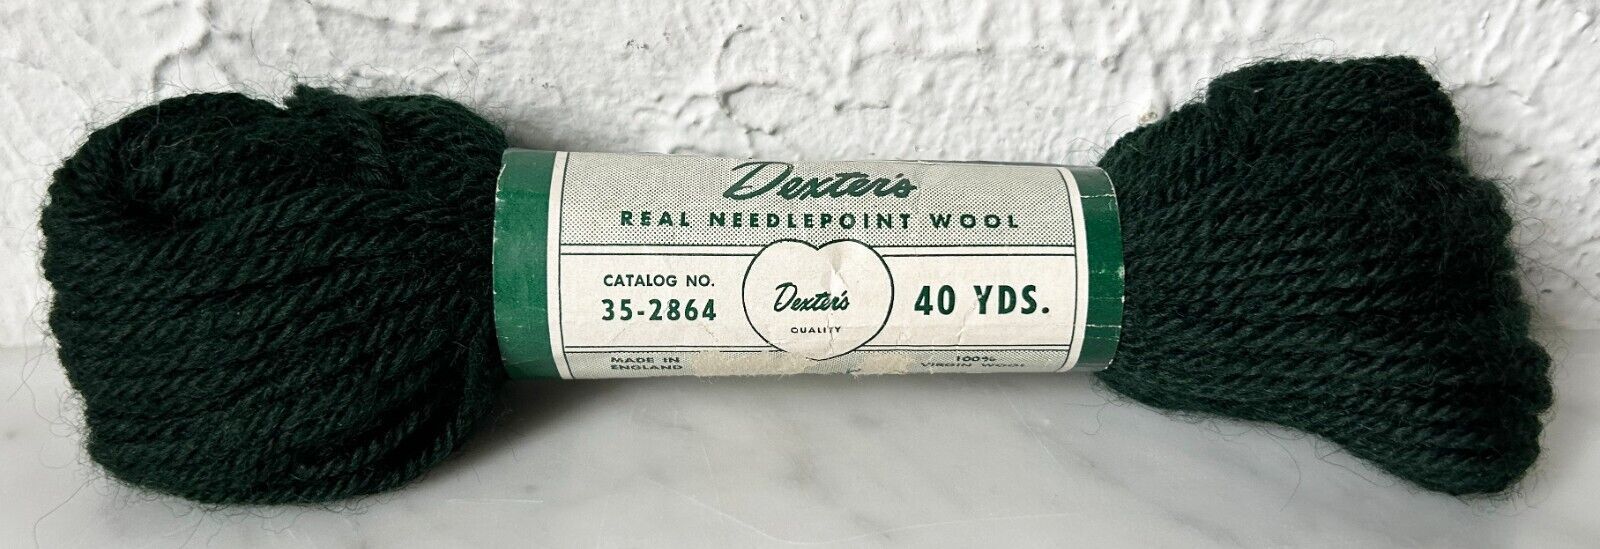 Dexter's
REAL NEEDLEPOINT WOOL
CATALOG NO.
35-2864
Dexter's
QUALITY
40 YDS.
MADE IN
ENGLAND
100%
VIRGIN WOOL